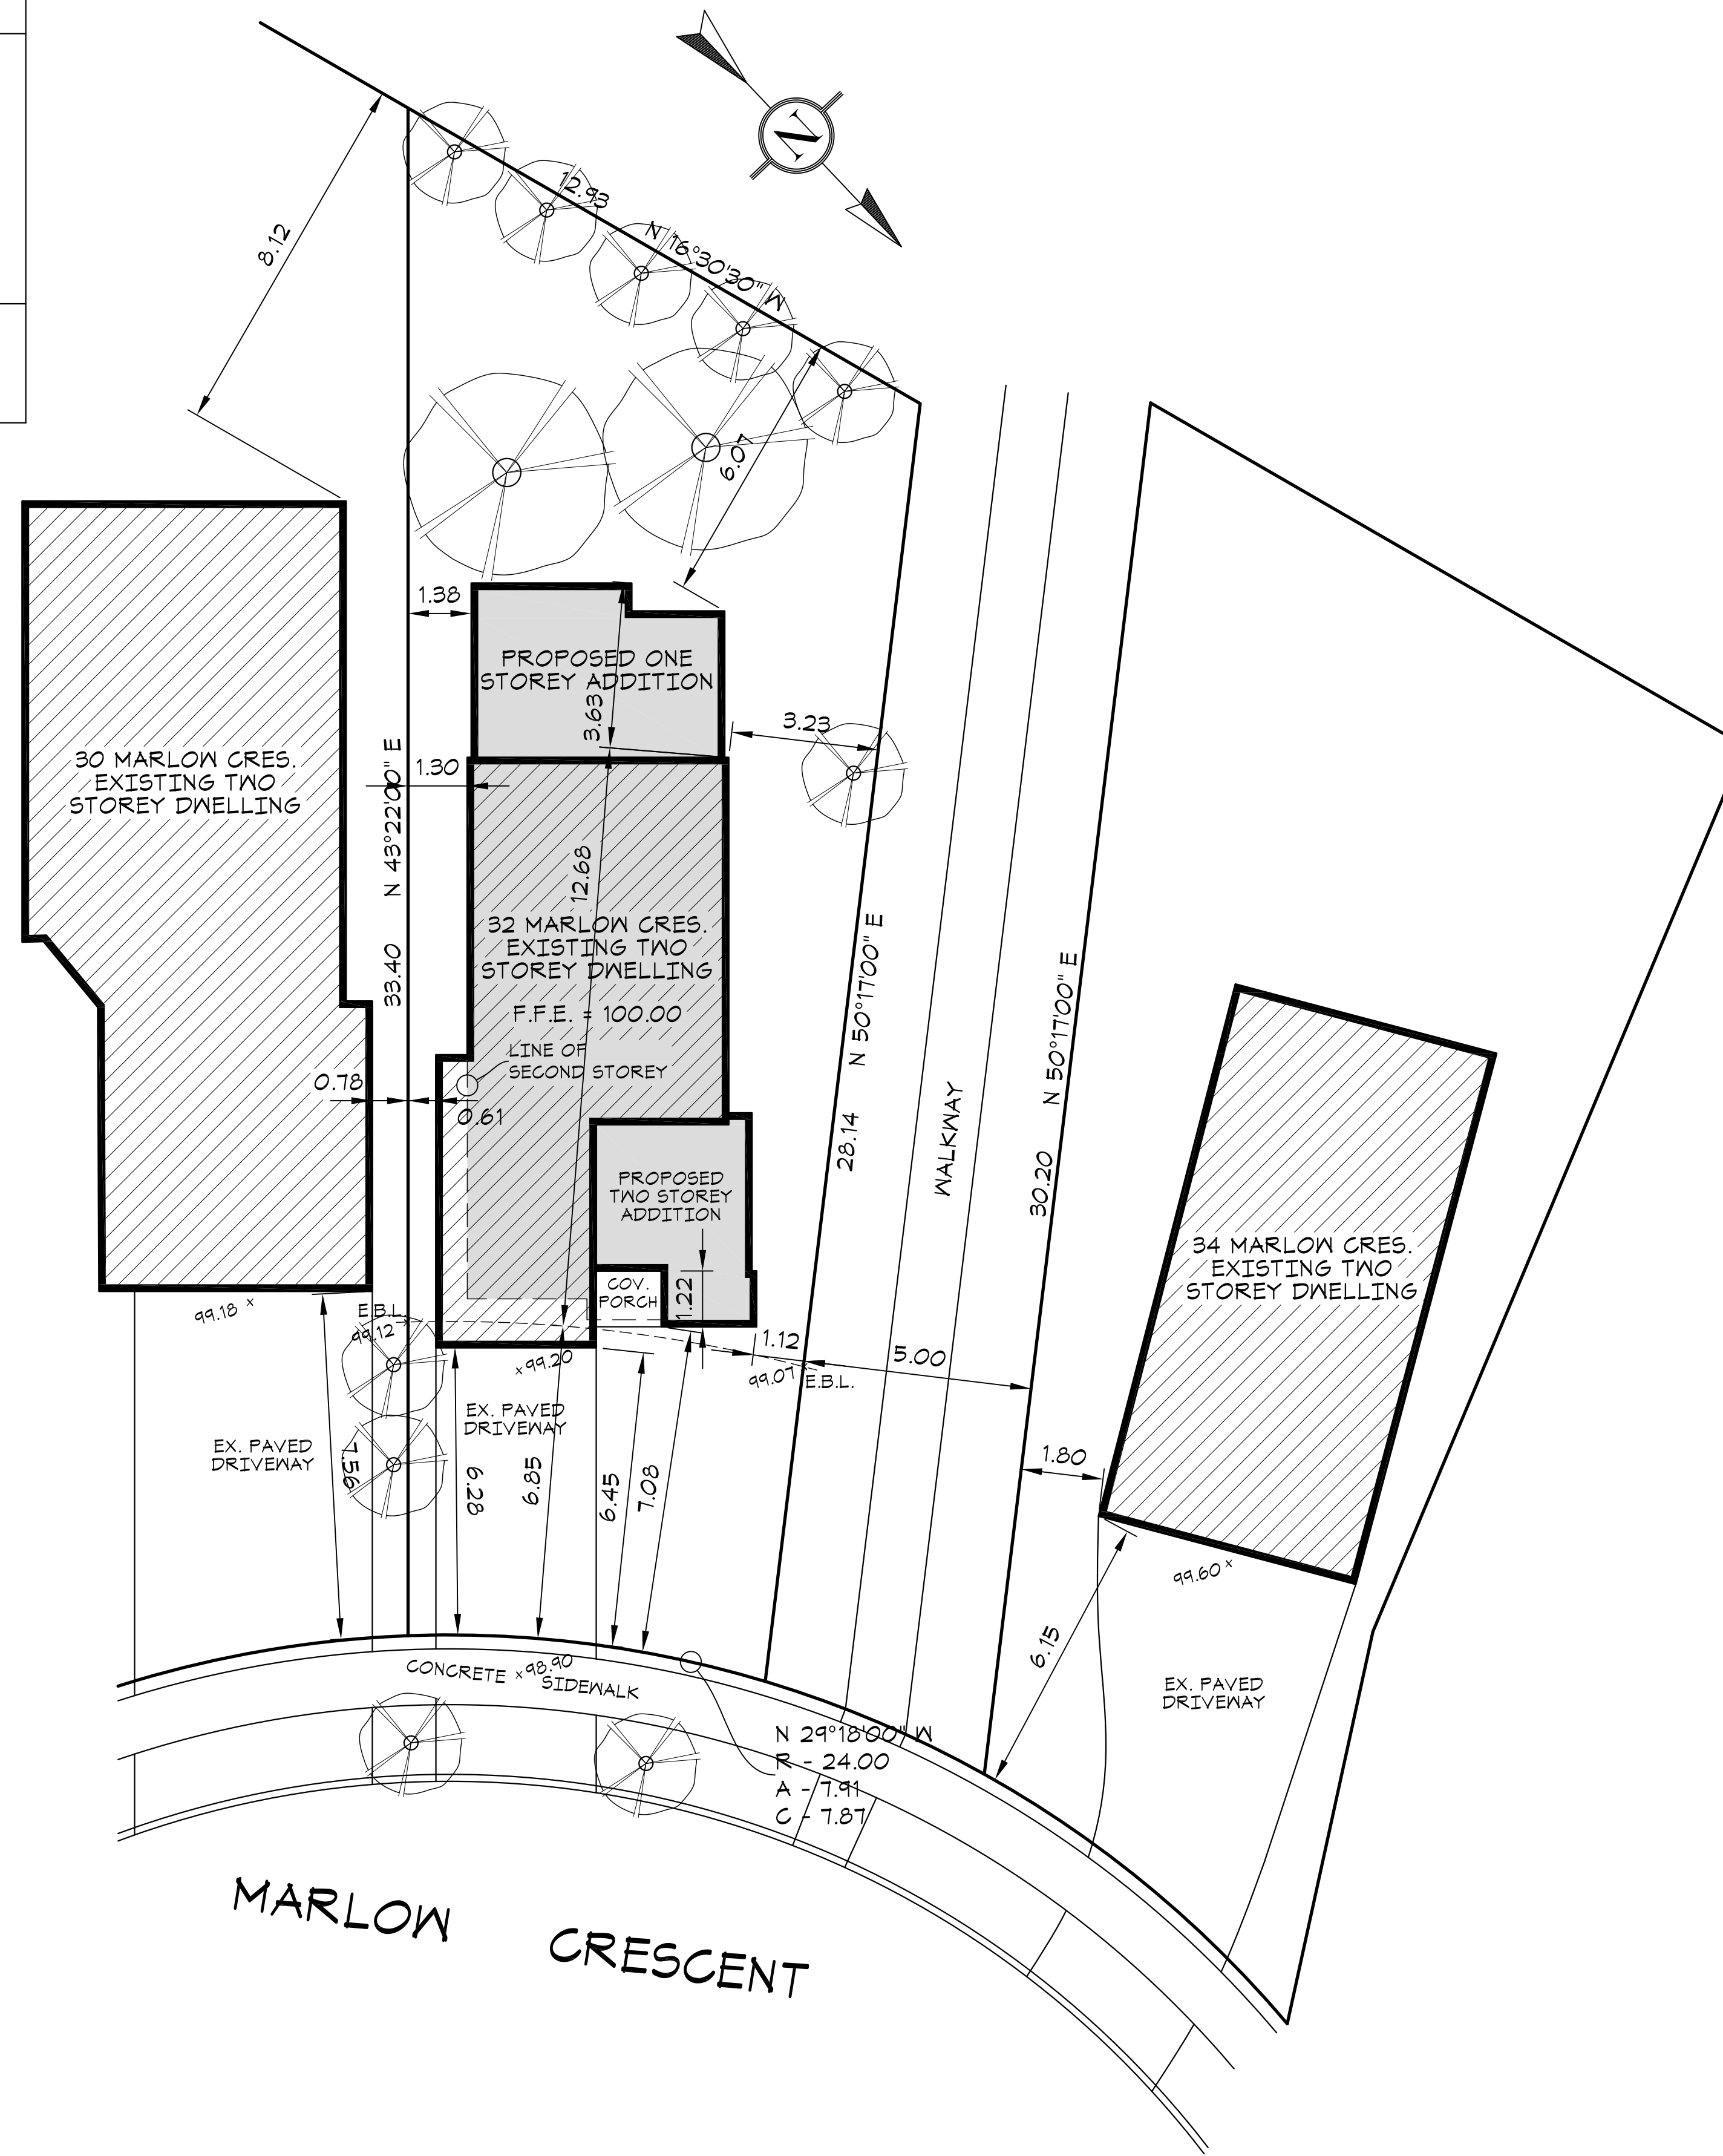 N
8.12
12.93
N 16°30'30" W
6.07
1.38
PROPOSED ONE
STOREY ADDITION
3.63
3.23
30 MARLOW CRES.
EXISTING TWO
STOREY DWELLING
1.30
33.40 N 43°22'00" E
12.68
32 MARLOW CRES.
EXISTING TWO
STOREY DWELLING
F.F.E. = 100.00
LINE OF
SECOND STOREY
0.78
0.61
28.14 N 50°17'00" E
WALKWAY
30.20 N 50°17'00" E
PROPOSED
TWO STOREY
ADDITION
COV.
PORCH
1.22
34 MARLOW CRES.
EXISTING TWO
STOREY DWELLING
99.18 x
E.B.L.
99.12
x 99.20
1.12
99.07
E.B.L.
5.00
EX. PAVED
DRIVEWAY
7.56
EX. PAVED
DRIVEWAY
6.28
6.85
6.45
7.08
1.80
99.60 x
6.15
EX. PAVED
DRIVEWAY
CONCRETE x 98.90 SIDEWALK
N 29°18'00" W
R - 24.00
A - 7.91
C - 7.87
MARLOW CRESCENT